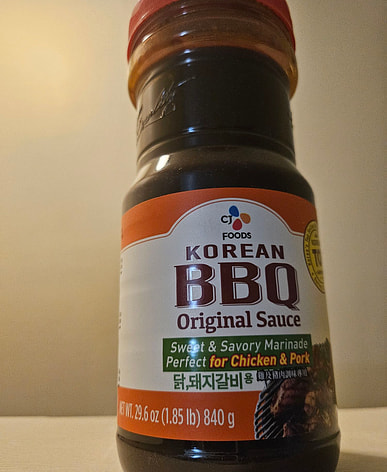 CJ
FOODS
KOREAN
BBQ
Original Sauce
Sweet & Savory Marinade
Perfect for Chicken & Pork
닭,돼지갈비용
NET WT. 29.6 oz (1.85 lb) 840 g